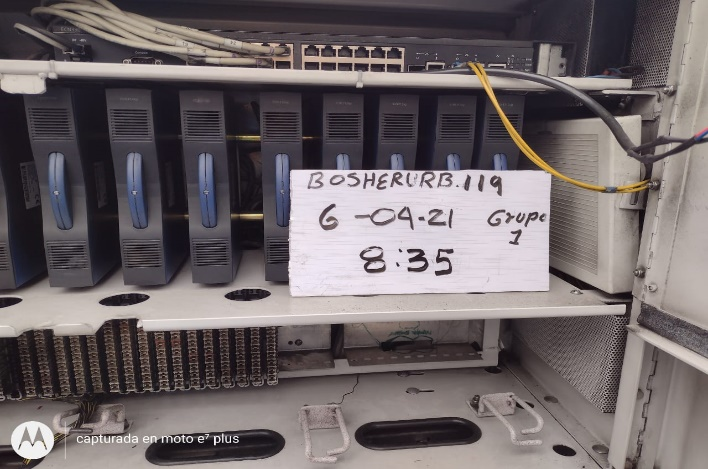 BOSHERURB.119
6-04-21 Grupo
1
8:35
capturada en moto e⁷ plus